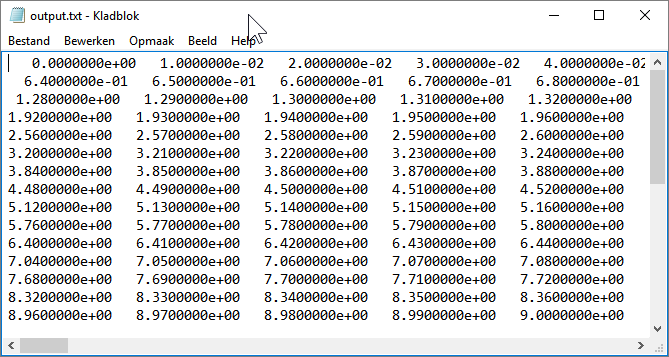 output.txt - Kladblok
Bestand Bewerken Opmaak Beeld Help
0.0000000e+00 1.0000000e-02 2.0000000e-02 3.0000000e-02 4.0000000e-02
6.4000000e-01 6.5000000e-01 6.6000000e-01 6.7000000e-01 6.8000000e-01
1.2800000e+00 1.2900000e+00 1.3000000e+00 1.3100000e+00 1.3200000e+00
1.9200000e+00 1.9300000e+00 1.9400000e+00 1.9500000e+00 1.9600000e+00
2.5600000e+00 2.5700000e+00 2.5800000e+00 2.5900000e+00 2.6000000e+00
3.2000000e+00 3.2100000e+00 3.2200000e+00 3.2300000e+00 3.2400000e+00
3.8400000e+00 3.8500000e+00 3.8600000e+00 3.8700000e+00 3.8800000e+00
4.4800000e+00 4.4900000e+00 4.5000000e+00 4.5100000e+00 4.5200000e+00
5.1200000e+00 5.1300000e+00 5.1400000e+00 5.1500000e+00 5.1600000e+00
5.7600000e+00 5.7700000e+00 5.7800000e+00 5.7900000e+00 5.8000000e+00
6.4000000e+00 6.4100000e+00 6.4200000e+00 6.4300000e+00 6.4400000e+00
7.0400000e+00 7.0500000e+00 7.0600000e+00 7.0700000e+00 7.0800000e+00
7.6800000e+00 7.6900000e+00 7.7000000e+00 7.7100000e+00 7.7200000e+00
8.3200000e+00 8.3300000e+00 8.3400000e+00 8.3500000e+00 8.3600000e+00
8.9600000e+00 8.9700000e+00 8.9800000e+00 8.9900000e+00 9.0000000e+00